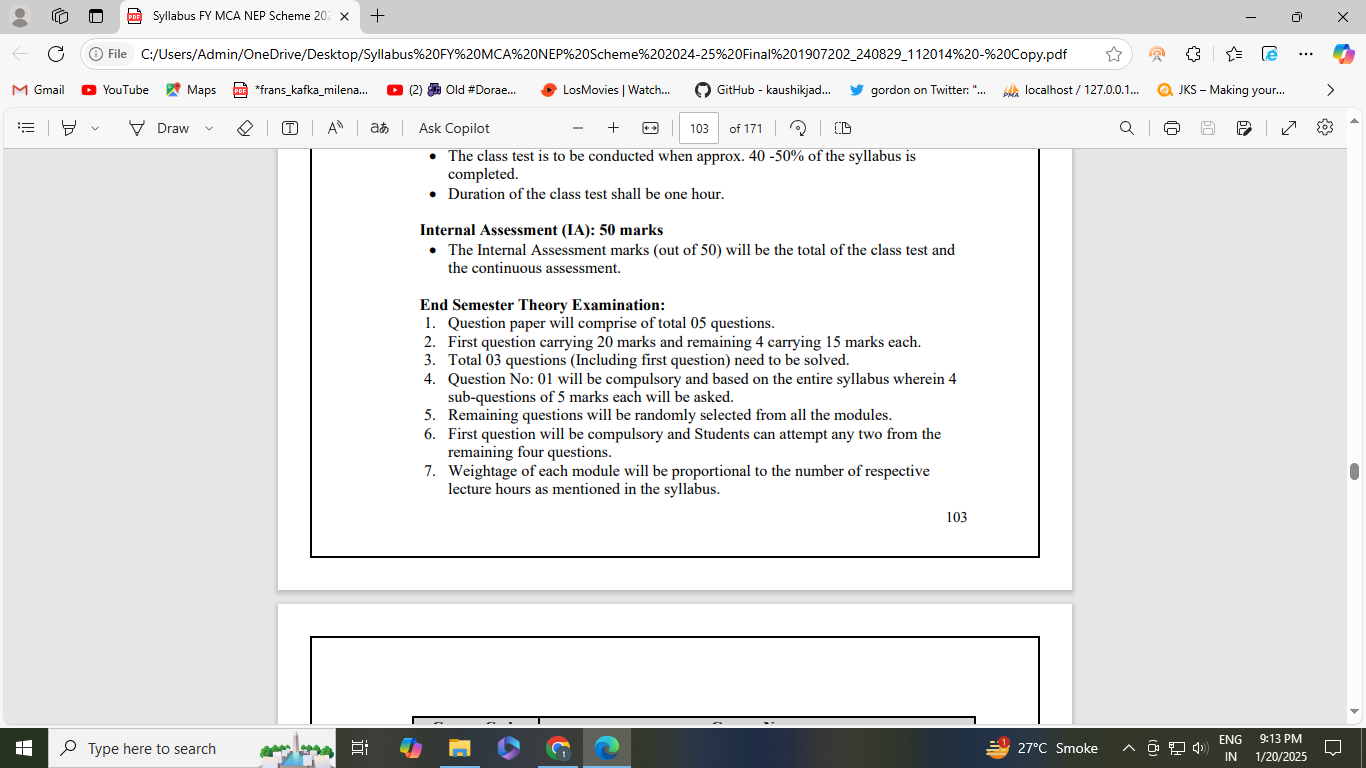 Syllabus FY MCA NEP Scheme 202
File C:/Users/Admin/OneDrive/Desktop/Syllabus%20FY%20MCA%20NEP%20Scheme%202024-25%20Final%201907202_240829_112014%20-%20Copy.pdf
Gmail YouTube Maps *frans_kafka_milena... (2) Old #Dorae... LosMovies | Watch... GitHub - kaushikjad... gordon on Twitter: "... localhost / 127.0.0.1... JKS – Making your...
Draw Ask Copilot 103 of 171
• The class test is to be conducted when approx. 40 -50% of the syllabus is
completed.
• Duration of the class test shall be one hour.
Internal Assessment (IA): 50 marks
• The Internal Assessment marks (out of 50) will be the total of the class test and
the continuous assessment.
End Semester Theory Examination:
1. Question paper will comprise of total 05 questions.
2. First question carrying 20 marks and remaining 4 carrying 15 marks each.
3. Total 03 questions (Including first question) need to be solved.
4. Question No: 01 will be compulsory and based on the entire syllabus wherein 4
sub-questions of 5 marks each will be asked.
5. Remaining questions will be randomly selected from all the modules.
6. First question will be compulsory and Students can attempt any two from the
remaining four questions.
7. Weightage of each module will be proportional to the number of respective
lecture hours as mentioned in the syllabus.
103
Type here to search 27°C Smoke ENG 9:13 PM
IN 1/20/2025